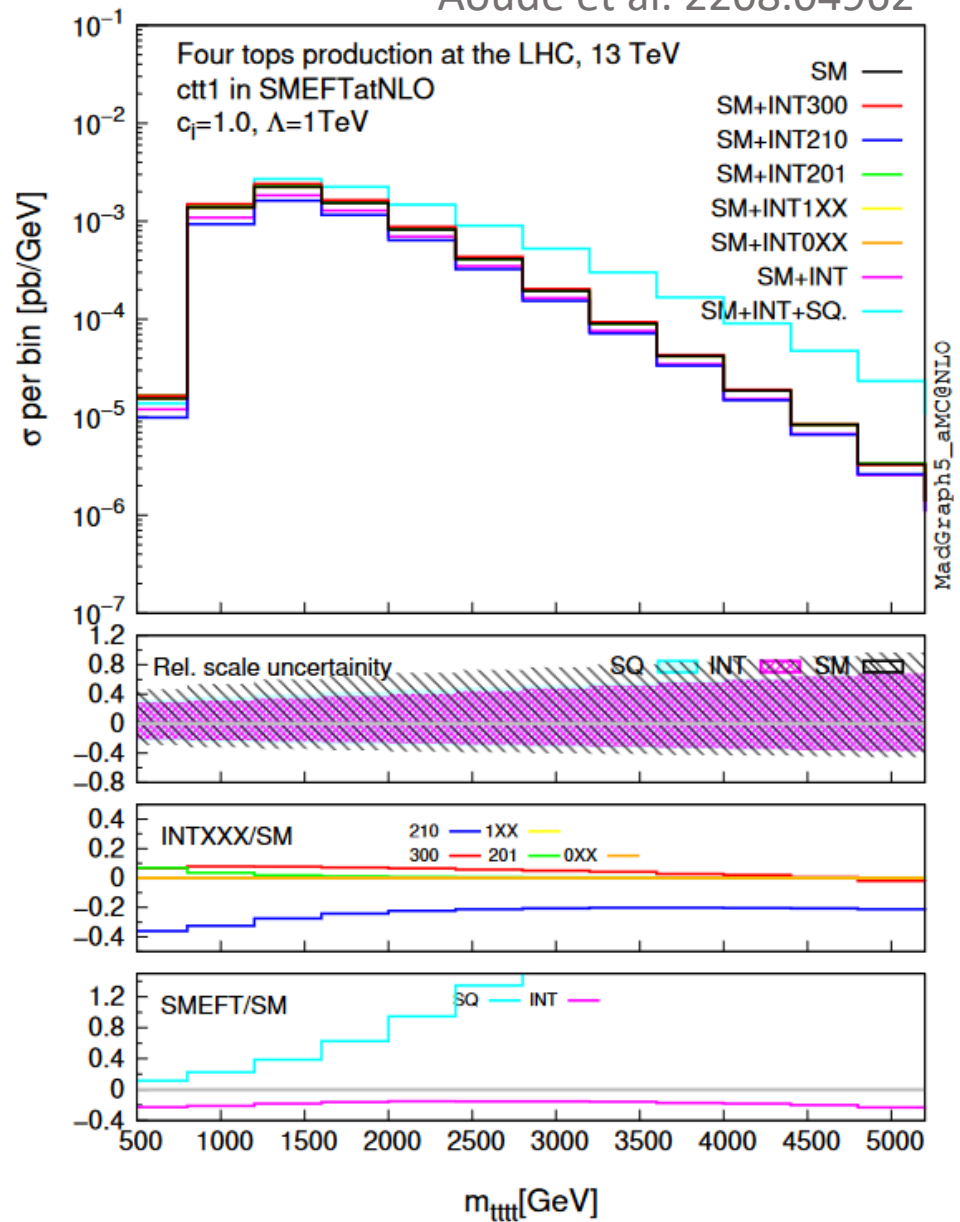 Aoude et al. 2208.04962
10⁻¹
10⁻²
10⁻³
10⁻⁴
10⁻⁵
10⁻⁶
10⁻⁷
σ per bin [pb/GeV]
Four tops production at the LHC, 13 TeV
ctt1 in SMEFTatNLO
cᵢ=1.0, Λ=1TeV
SM
SM+INT300
SM+INT210
SM+INT201
SM+INT1XX
SM+INT0XX
SM+INT
SM+INT+SQ.
MadGraph5_aMC@NLO
1.2
0.8
0.4
0
−0.4
−0.8
Rel. scale uncertainity
SQ INT SM
0.4
0.2
0
−0.2
−0.4
INTXXX/SM
210 1XX
300 201 0XX
1.2
0.8
0.4
0
−0.4
SMEFT/SM
SQ INT
500 1000 1500 2000 2500 3000 3500 4000 4500 5000
mₜₜₜₜ[GeV]